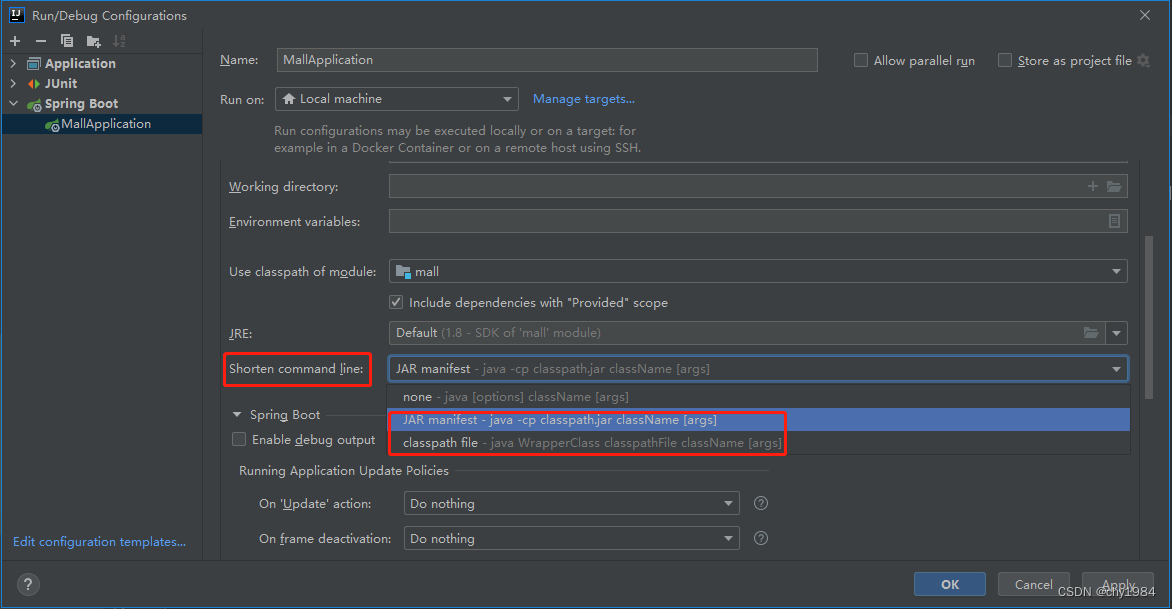 Run/Debug Configurations
Application
JUnit
Spring Boot
MallApplication
Edit configuration templates...
Name: MallApplication Allow parallel run Store as project file
Run on: Local machine Manage targets...
Run configurations may be executed locally or on a target: for
example in a Docker Container or on a remote host using SSH.
Working directory:
Environment variables:
Use classpath of module: mall
Include dependencies with "Provided" scope
JRE: Default (1.8 - SDK of 'mall' module)
Shorten command line: JAR manifest - java -cp classpath.jar className [args]
none - java [options] className [args]
JAR manifest - java -cp classpath.jar className [args]
classpath file - java WrapperClass classpathFile className [args]
Spring Boot
Enable debug output
Running Application Update Policies
On 'Update' action: Do nothing ?
On frame deactivation: Do nothing ?
? OK Cancel Apply
CSDN @chy1984